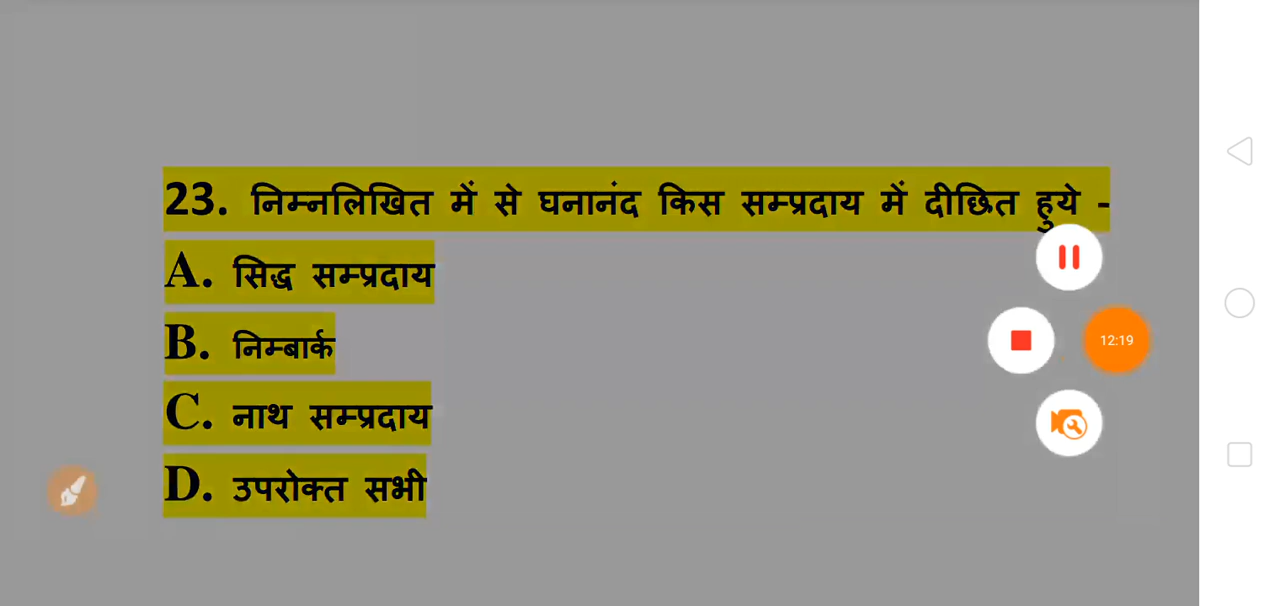 23. निम्नलिखित में से घनानंद किस सम्प्रदाय में दीछित हुये -
A. सिद्ध सम्प्रदाय
B. निम्बार्क
C. नाथ सम्प्रदाय
D. उपरोक्त सभी
12:19